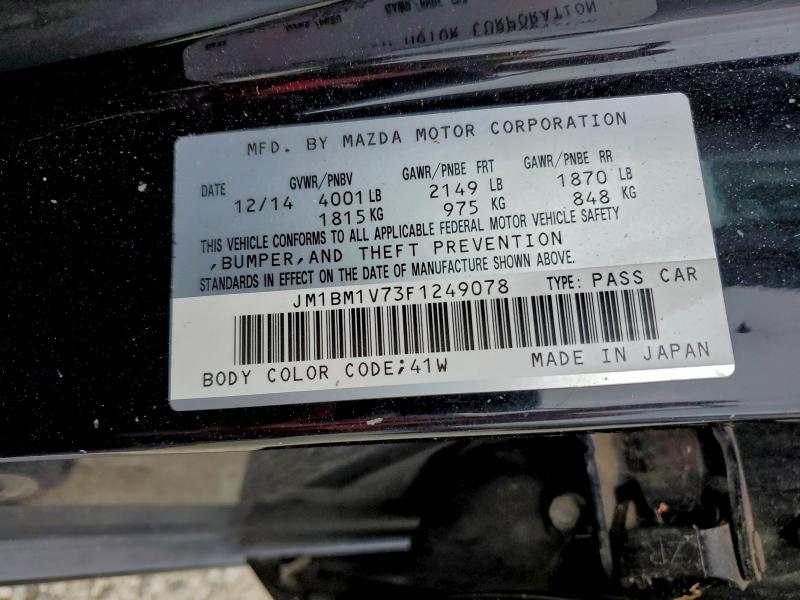 MOTOR CORPORATION
MFD. BY MAZDA MOTOR CORPORATION
DATE GVWR/PNBV GAWR/PNBE FRT GAWR/PNBE RR
12/14 4001 LB 2149 LB 1870 LB
1815 KG 975 KG 848 KG
THIS VEHICLE CONFORMS TO ALL APPLICABLE FEDERAL MOTOR VEHICLE SAFETY
,BUMPER,AND THEFT PREVENTION
STANDARDS IN EFFECT ON THE DATE OF MANUFACTURE SHOWN ABOVE.
JM1BM1V73F1249078 TYPE: PASS CAR
BODY COLOR CODE;41W MADE IN JAPAN